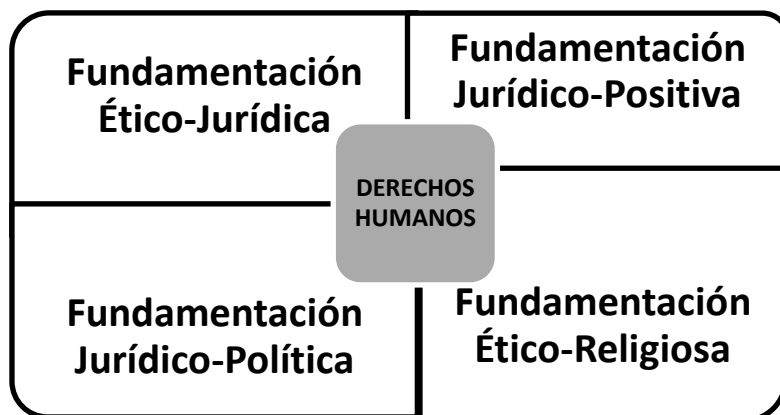 Fundamentación
Ético-Jurídica
Fundamentación
Jurídico-Positiva
DERECHOS
HUMANOS
Fundamentación
Jurídico-Política
Fundamentación
Ético-Religiosa